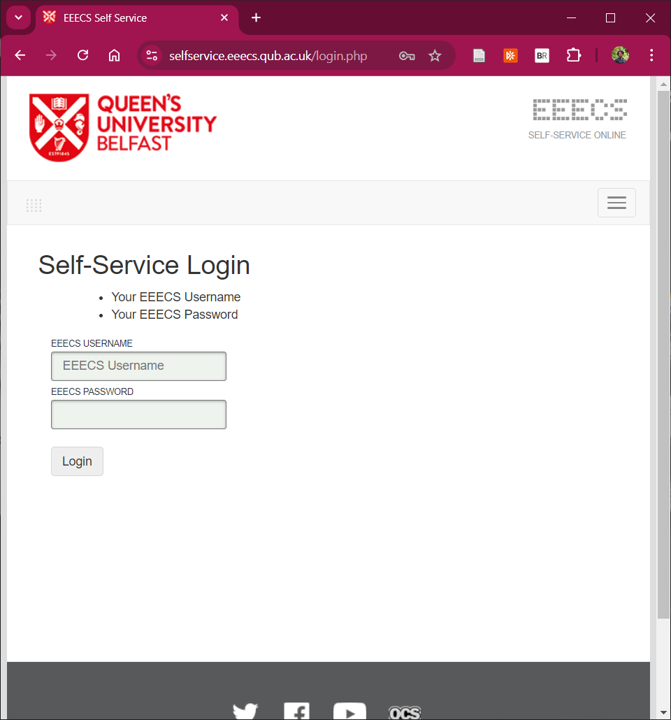 EEECS Self Service
selfservice.eeecs.qub.ac.uk/login.php
BR
QUEEN'S
UNIVERSITY
BELFAST
ESTD1845
EEECS
SELF-SERVICE ONLINE
Self-Service Login
• Your EEECS Username
• Your EEECS Password
EEECS USERNAME
EEECS Username
EEECS PASSWORD
Login
OCS